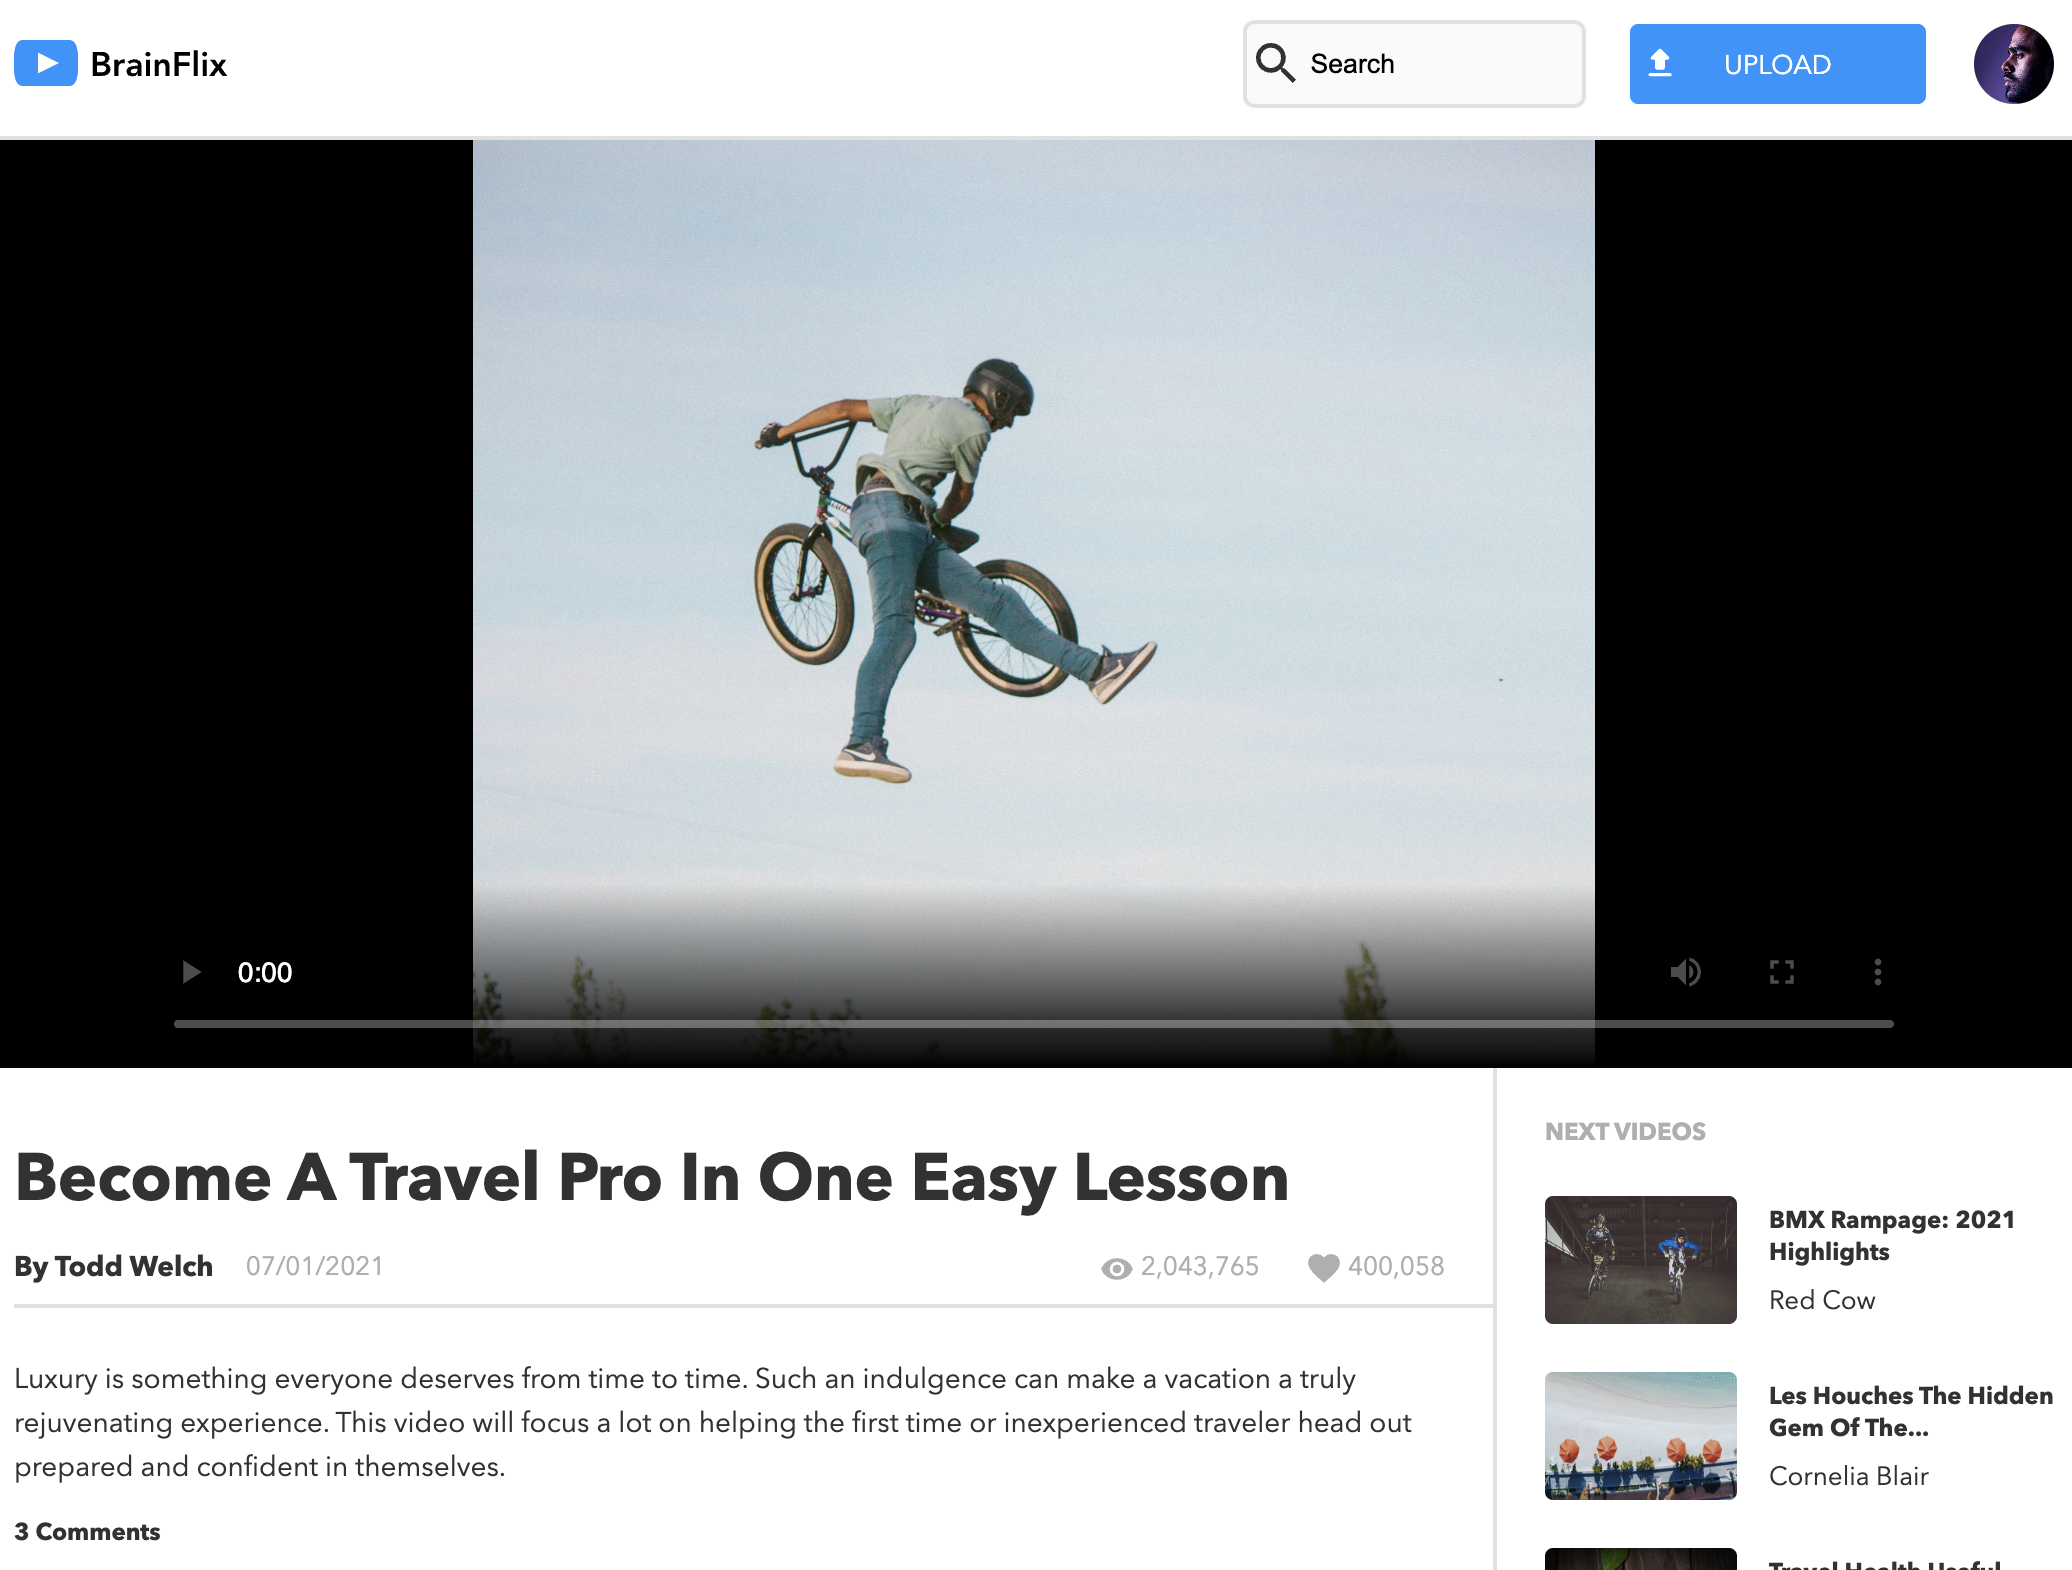 BrainFlix
Search
UPLOAD
0:00
Become A Travel Pro In One Easy Lesson
By Todd Welch 07/01/2021 2,043,765 400,058
Luxury is something everyone deserves from time to time. Such an indulgence can make a vacation a truly
rejuvenating experience. This video will focus a lot on helping the first time or inexperienced traveler head out
prepared and confident in themselves.
3 Comments
NEXT VIDEOS
BMX Rampage: 2021
Highlights
Red Cow
Les Houches The Hidden
Gem Of The...
Cornelia Blair
Travel Health Useful